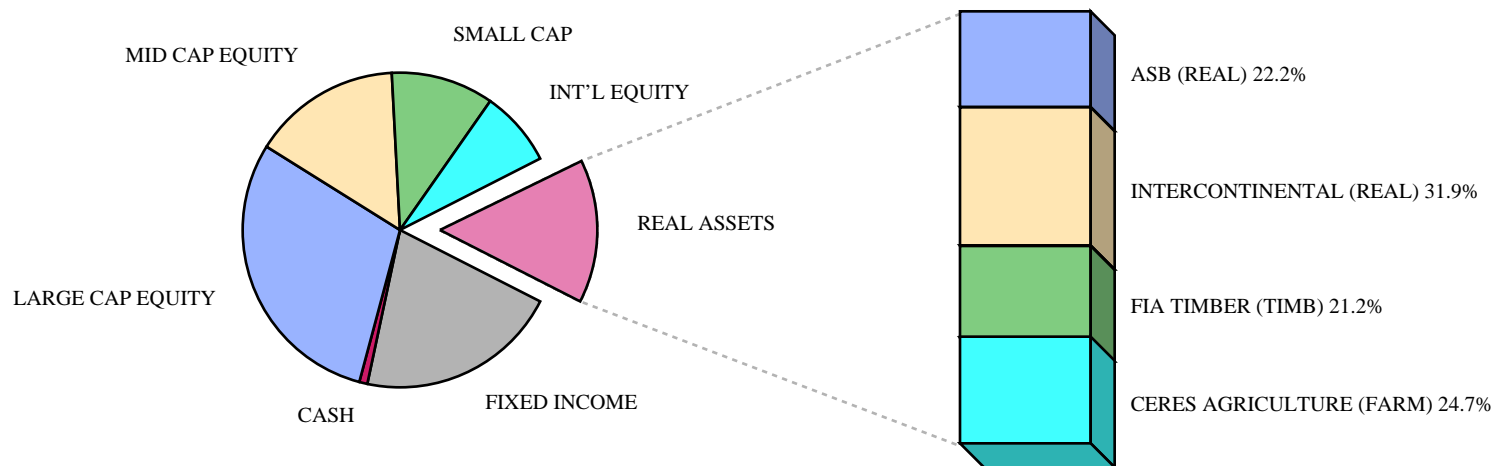 SMALL CAP
MID CAP EQUITY
INT'L EQUITY
REAL ASSETS
LARGE CAP EQUITY
CASH
FIXED INCOME
ASB (REAL) 22.2%
INTERCONTINENTAL (REAL) 31.9%
FIA TIMBER (TIMB) 21.2%
CERES AGRICULTURE (FARM) 24.7%